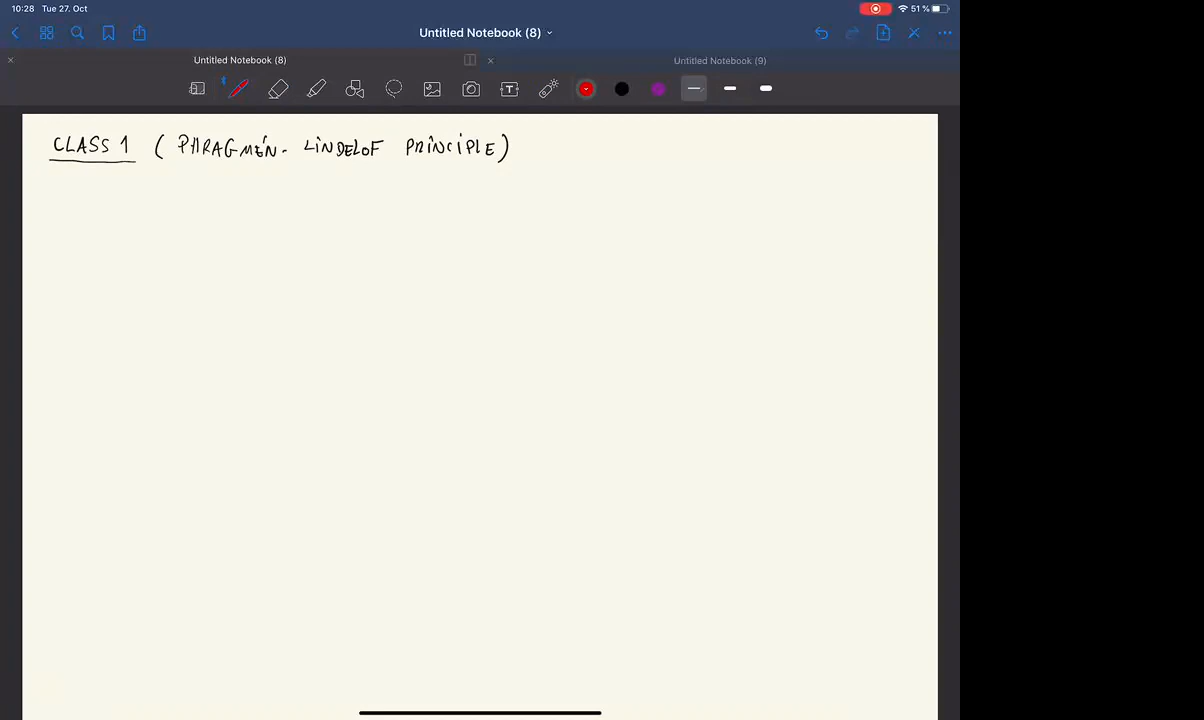 10:28 Tue 27. Oct 51 %
Untitled Notebook (8)
Untitled Notebook (8) Untitled Notebook (9)
CLASS 1 ( PHRAGMÉN- LINDELOF PRINCIPLE)